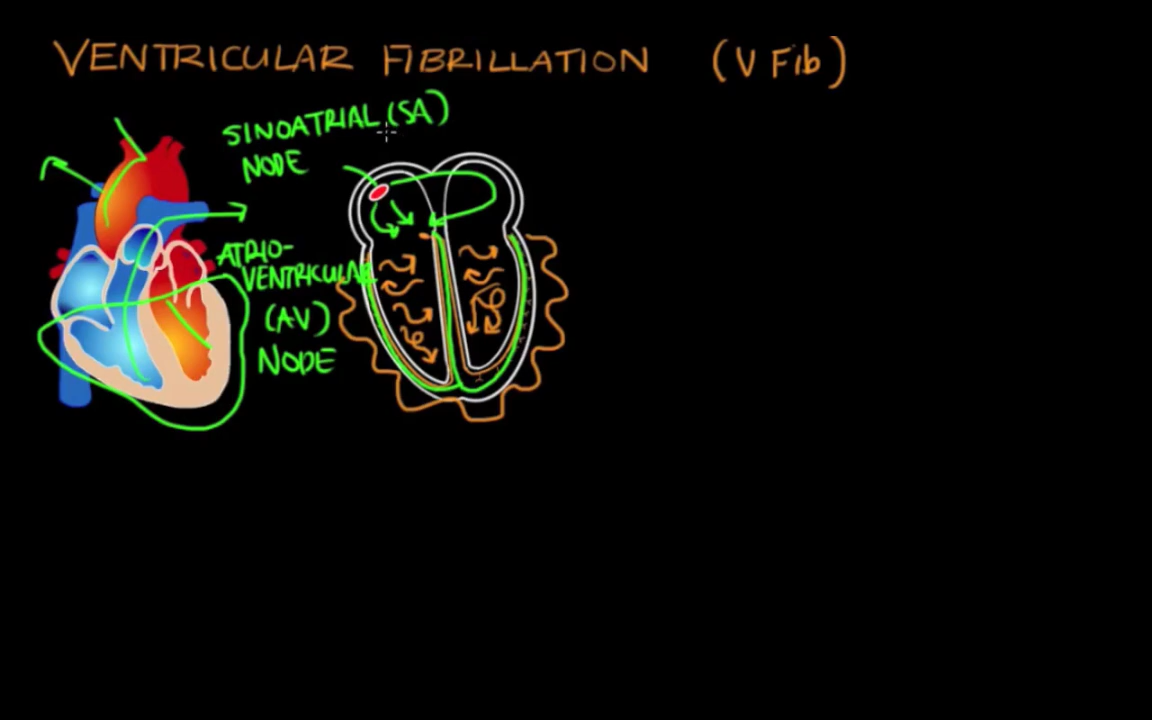 VENTRICULAR FIBRILLATION (V Fib)
SINOATRIAL (SA)
NODE
ATRIO-
VENTRICULAR
(AV)
NODE